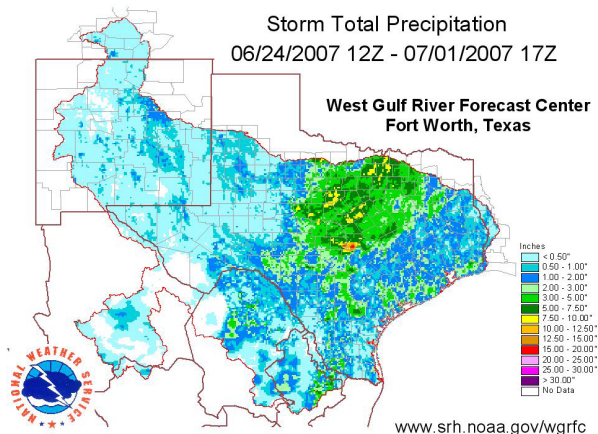 Storm Total Precipitation
06/24/2007 12Z - 07/01/2007 17Z
West Gulf River Forecast Center
Fort Worth, Texas
Inches
< 0.50"
0.50 - 1.00"
1.00 - 2.00"
2.00 - 3.00"
3.00 - 5.00"
5.00 - 7.50"
7.50 - 10.00"
10.00 - 12.50"
12.50 - 15.00"
15.00 - 20.00"
20.00 - 25.00"
25.00 - 30.00"
> 30.00"
No Data
NATIONAL WEATHER SERVICE
www.srh.noaa.gov/wgrfc